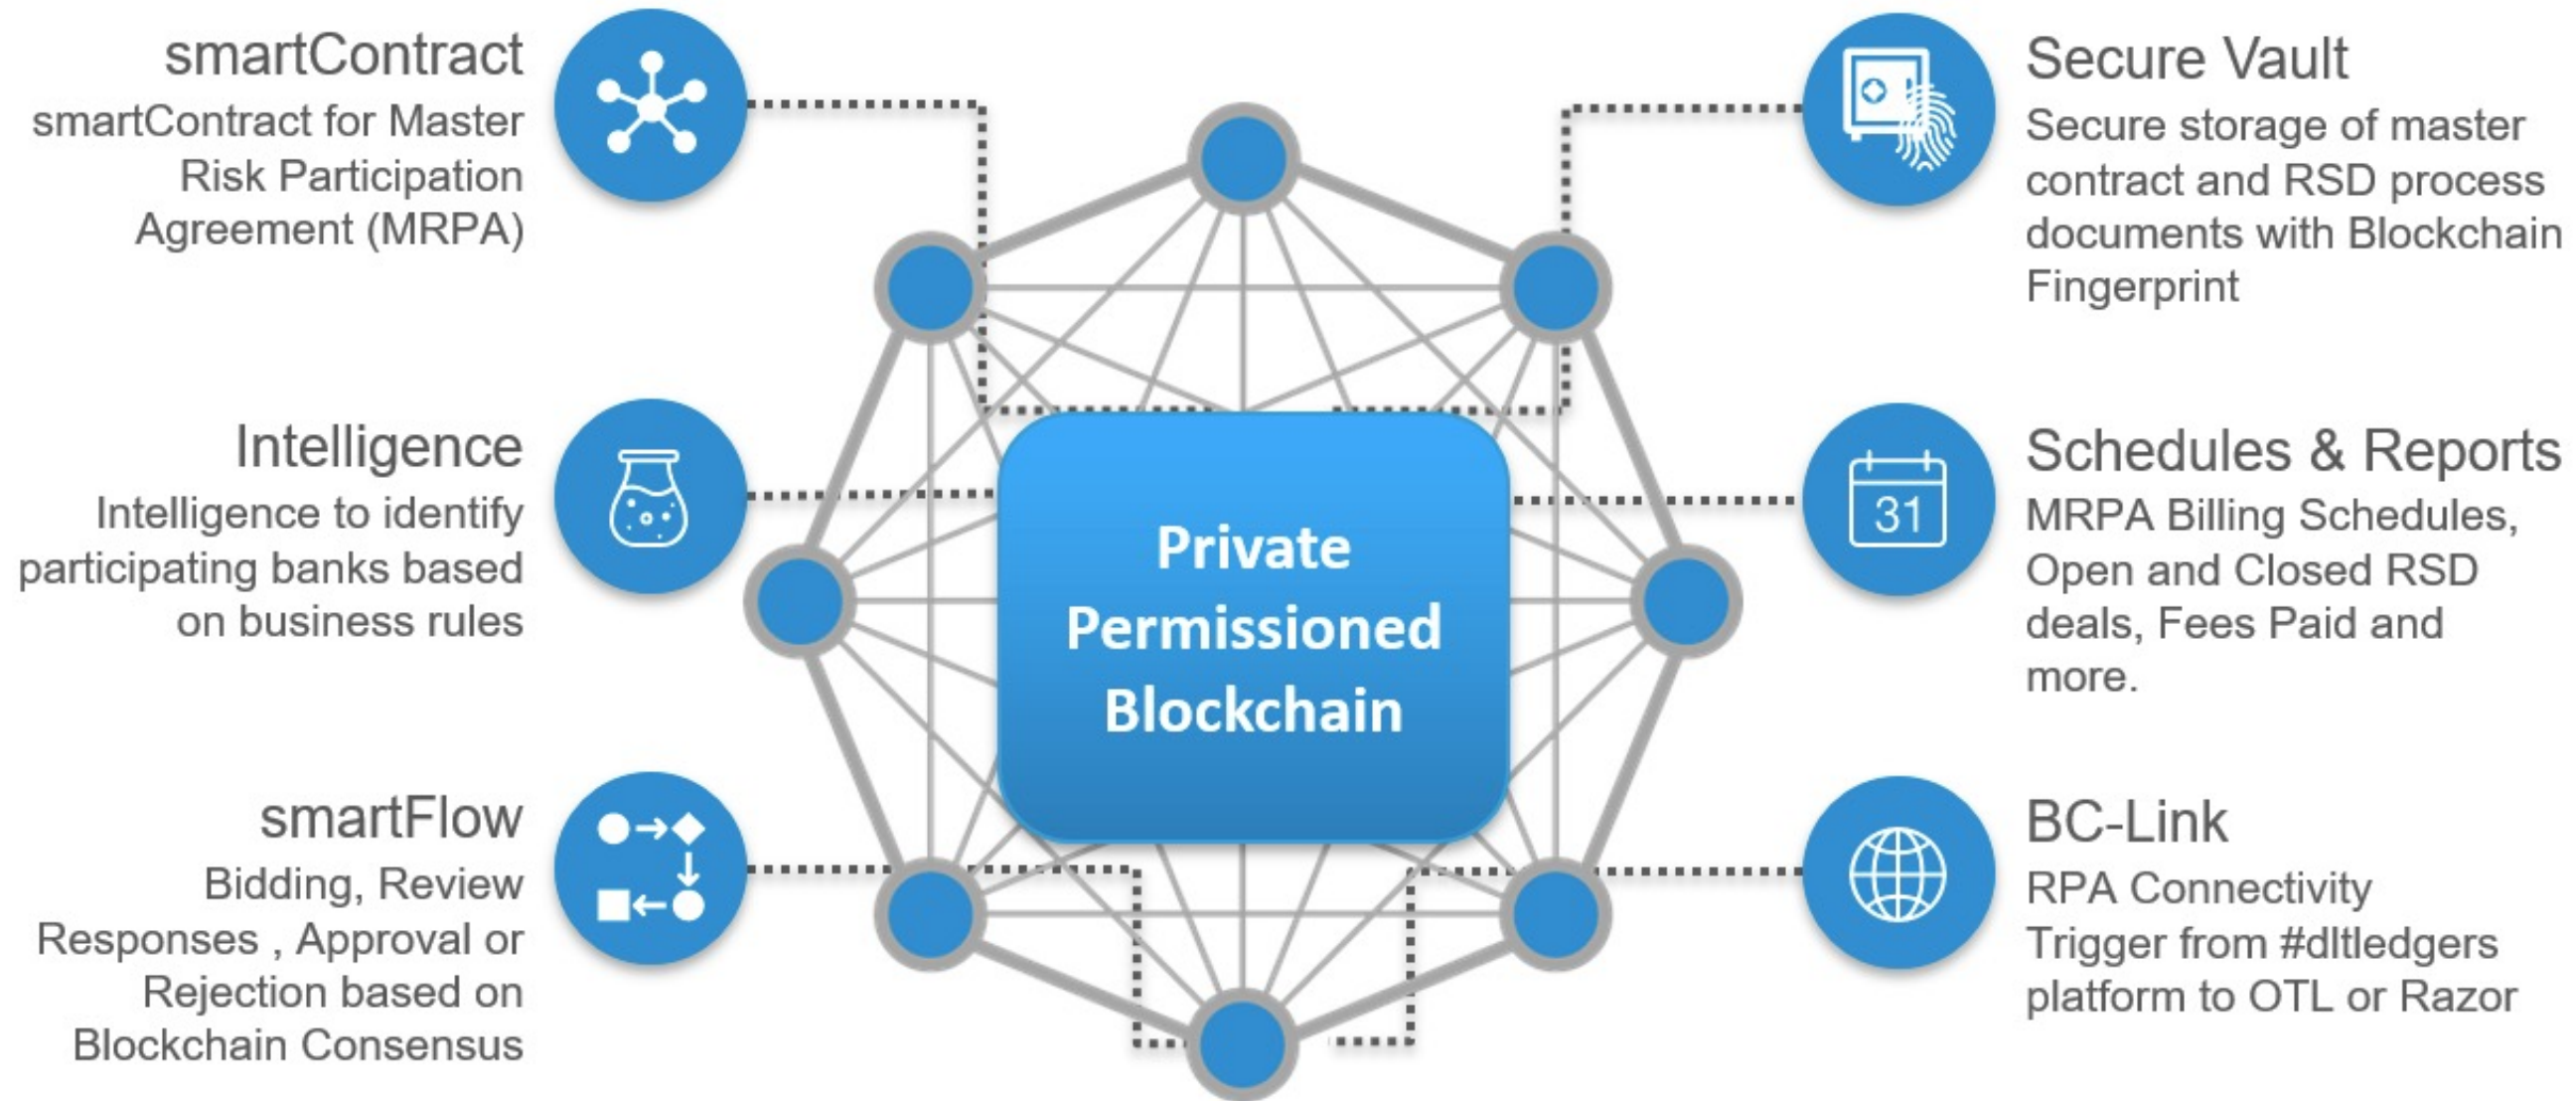 smartContract
smartContract for Master
Risk Participation
Agreement (MRPA)
Intelligence
Intelligence to identify
participating banks based
on business rules
smartFlow
Bidding, Review
Responses , Approval or
Rejection based on
Blockchain Consensus
Private
Permissioned
Blockchain
Secure Vault
Secure storage of master
contract and RSD process
documents with Blockchain
Fingerprint
31
Schedules & Reports
MRPA Billing Schedules,
Open and Closed RSD
deals, Fees Paid and
more.
BC-Link
RPA Connectivity
Trigger from #dltledgers
platform to OTL or Razor